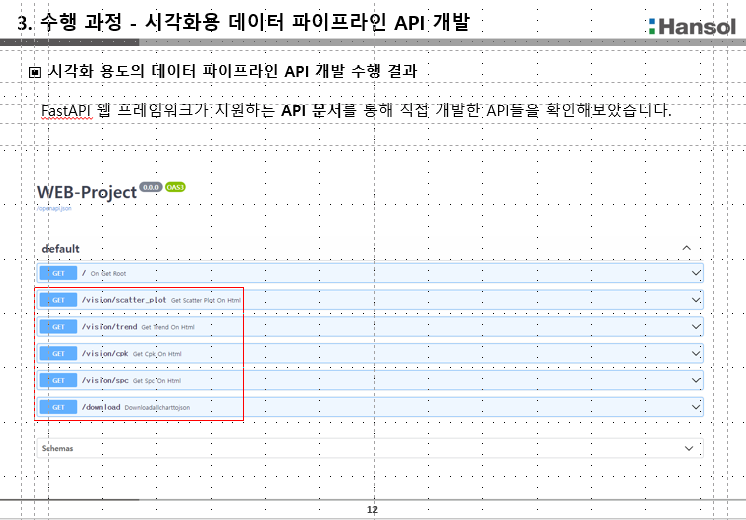 3. 수행 과정 - 시각화용 데이터 파이프라인 API 개발
Hansol
시각화 용도의 데이터 파이프라인 API 개발 수행 결과
FastAPI 웹 프레임워크가 지원하는 API 문서를 통해 직접 개발한 API들을 확인해보았습니다.
WEB-Project 0.0.0 OAS3
/openapi.json
default
GET / On Get Root
GET /vision/scatter_plot Get Scatter Plot On Html
GET /vision/trend Get Trend On Html
GET /vision/cpk Get Cpk On Html
GET /vision/spc Get Spc On Html
GET /download Downloadallcharttojson
Schemas
12